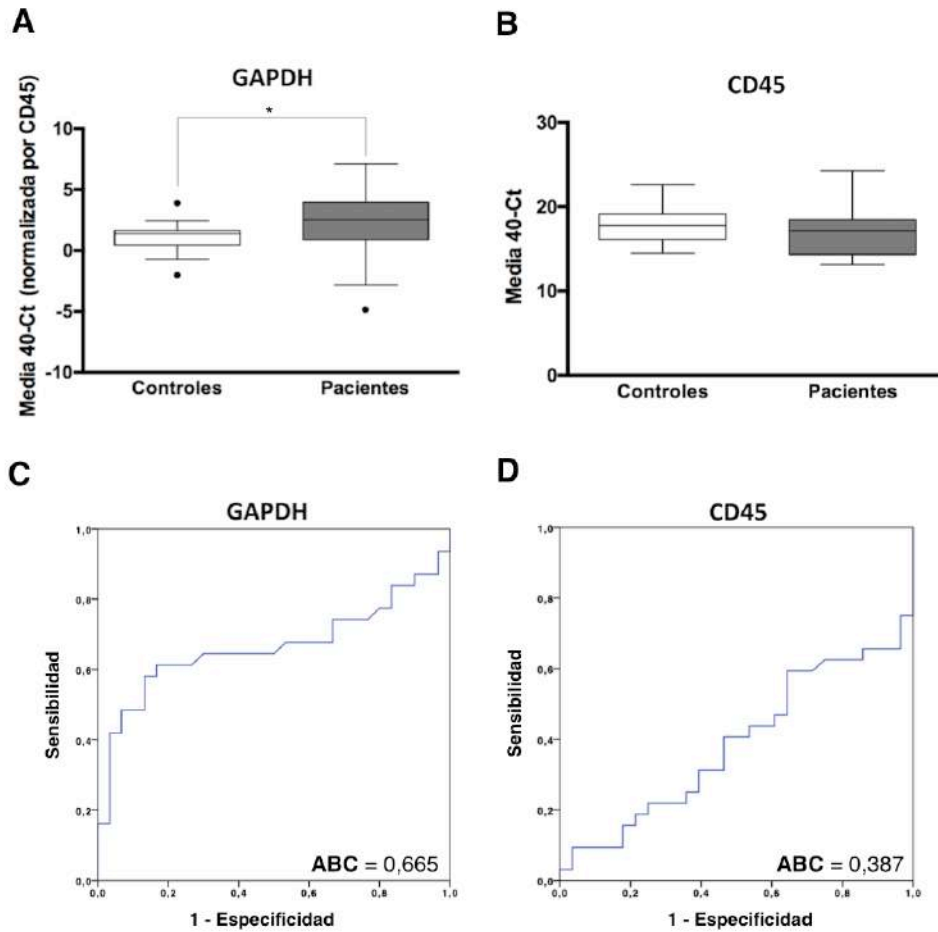 A
GAPDH
*
Media 40-Ct (normalizada por CD45)
10
5
0
-5
-10
Controles
Pacientes
B
CD45
Media 40-Ct
30
20
10
0
Controles
Pacientes
C
GAPDH
Sensibilidad
1,0
0,8
0,6
0,4
0,2
0,0
0,0 0,2 0,4 0,6 0,8 1,0
ABC = 0,665
1 - Especificidad
D
CD45
Sensibilidad
1,0
0,8
0,6
0,4
0,2
0,0
0,0 0,2 0,4 0,6 0,8 1,0
ABC = 0,387
1 - Especificidad